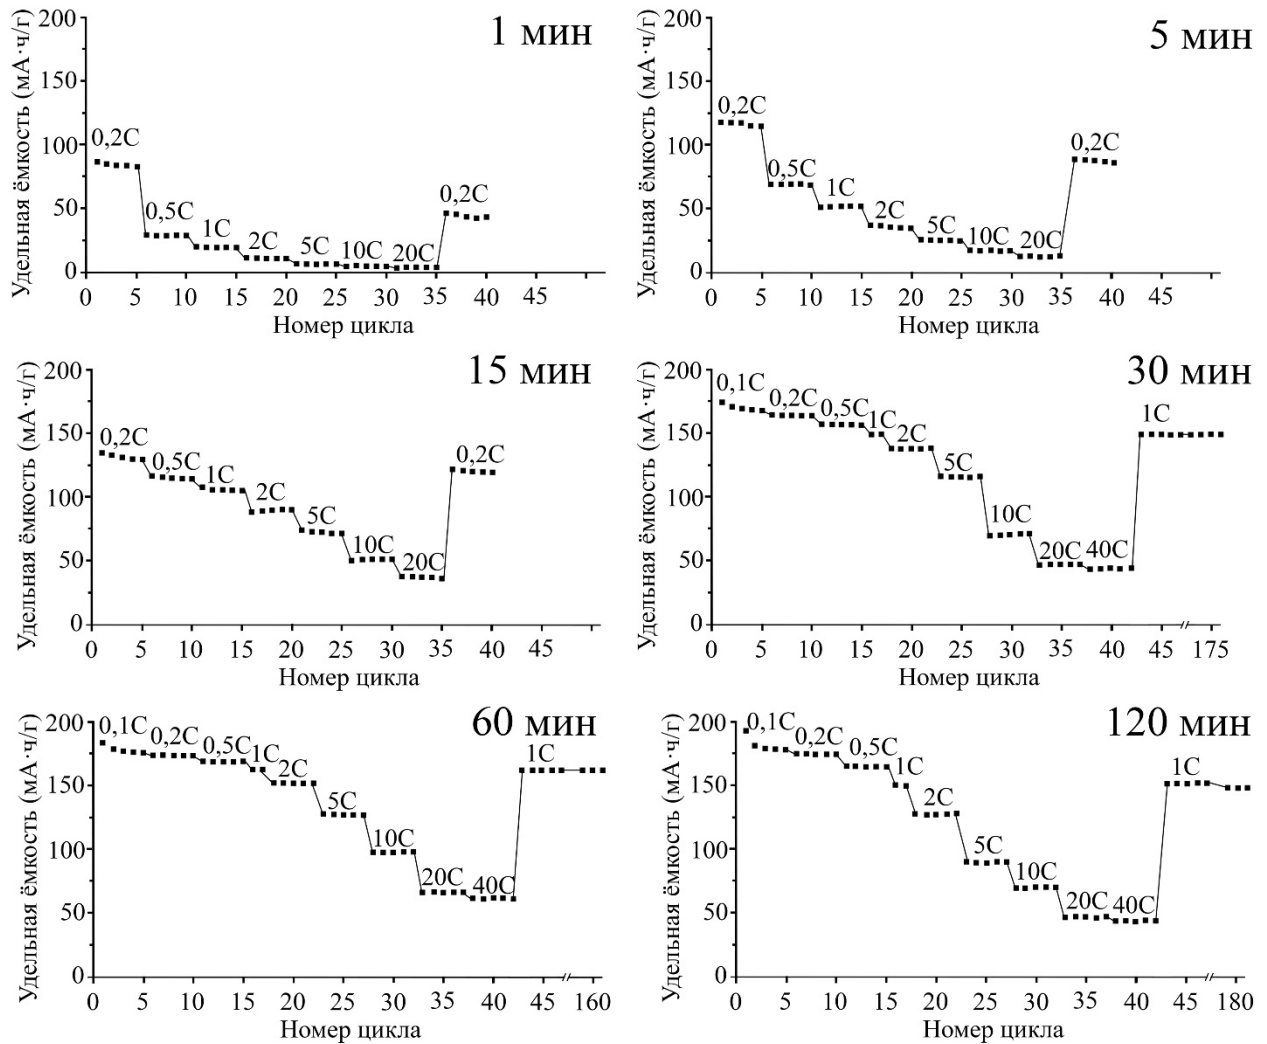 1 мин
Удельная ёмкость (мА·ч/г)
200
150
100
50
0
0,2C
0,5C
1C
2C
5C
10C
20C
0,2C
0 5 10 15 20 25 30 35 40 45
Номер цикла
5 мин
Удельная ёмкость (мА·ч/г)
200
150
100
50
0
0,2C
0,5C
1C
2C
5C
10C
20C
0,2C
0 5 10 15 20 25 30 35 40 45
Номер цикла
15 мин
Удельная ёмкость (мА·ч/г)
200
150
100
50
0
0,2C
0,5C
1C
2C
5C
10C
20C
0,2C
0 5 10 15 20 25 30 35 40 45
Номер цикла
30 мин
Удельная ёмкость (мА·ч/г)
200
150
100
50
0
0,1C
0,2C
0,5C
1C
2C
5C
10C
20C
40C
1C
0 5 10 15 20 25 30 35 40 45 175
Номер цикла
60 мин
Удельная ёмкость (мА·ч/г)
200
150
100
50
0
0,1C
0,2C
0,5C
1C
2C
5C
10C
20C
40C
1C
0 5 10 15 20 25 30 35 40 45 160
Номер цикла
120 мин
Удельная ёмкость (мА·ч/г)
200
150
100
50
0
0,1C
0,2C
0,5C
1C
2C
5C
10C
20C
40C
1C
0 5 10 15 20 25 30 35 40 45 180
Номер цикла